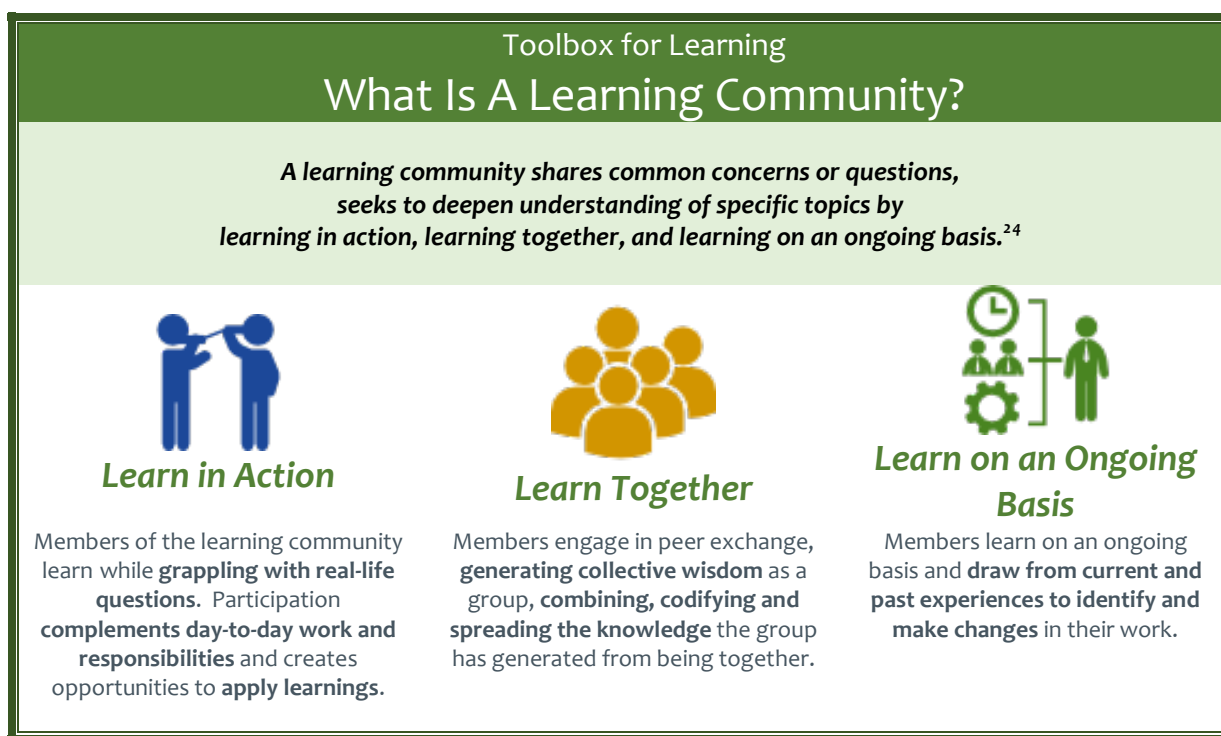 Toolbox for Learning
What Is A Learning Community?
A learning community shares common concerns or questions,
seeks to deepen understanding of specific topics by
learning in action, learning together, and learning on an ongoing basis.24
Learn in Action
Members of the learning community
learn while grappling with real-life
questions. Participation
complements day-to-day work and
responsibilities and creates
opportunities to apply learnings.
Learn Together
Members engage in peer exchange,
generating collective wisdom as a
group, combining, codifying and
spreading the knowledge the group
has generated from being together.
Learn on an Ongoing
Basis
Members learn on an ongoing
basis and draw from current and
past experiences to identify and
make changes in their work.